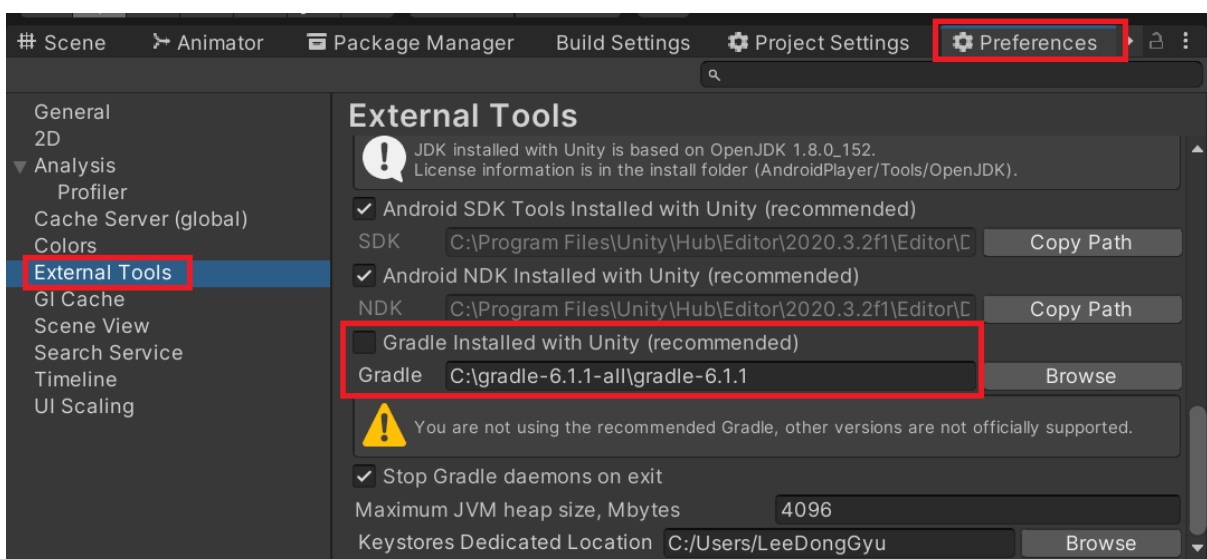 Scene Animator Package Manager Build Settings Project Settings Preferences
General
2D
Analysis
Profiler
Cache Server (global)
Colors
External Tools
GI Cache
Scene View
Search Service
Timeline
UI Scaling
External Tools
JDK installed with Unity is based on OpenJDK 1.8.0_152.
License information is in the install folder (AndroidPlayer/Tools/OpenJDK).
Android SDK Tools Installed with Unity (recommended)
SDK C:\Program Files\Unity\Hub\Editor\2020.3.2f1\Editor\D Copy Path
Android NDK Installed with Unity (recommended)
NDK C:\Program Files\Unity\Hub\Editor\2020.3.2f1\Editor\D Copy Path
Gradle Installed with Unity (recommended)
Gradle C:\gradle-6.1.1-all\gradle-6.1.1 Browse
You are not using the recommended Gradle, other versions are not officially supported.
Stop Gradle daemons on exit
Maximum JVM heap size, Mbytes 4096
Keystores Dedicated Location C:/Users/LeeDongGyu Browse